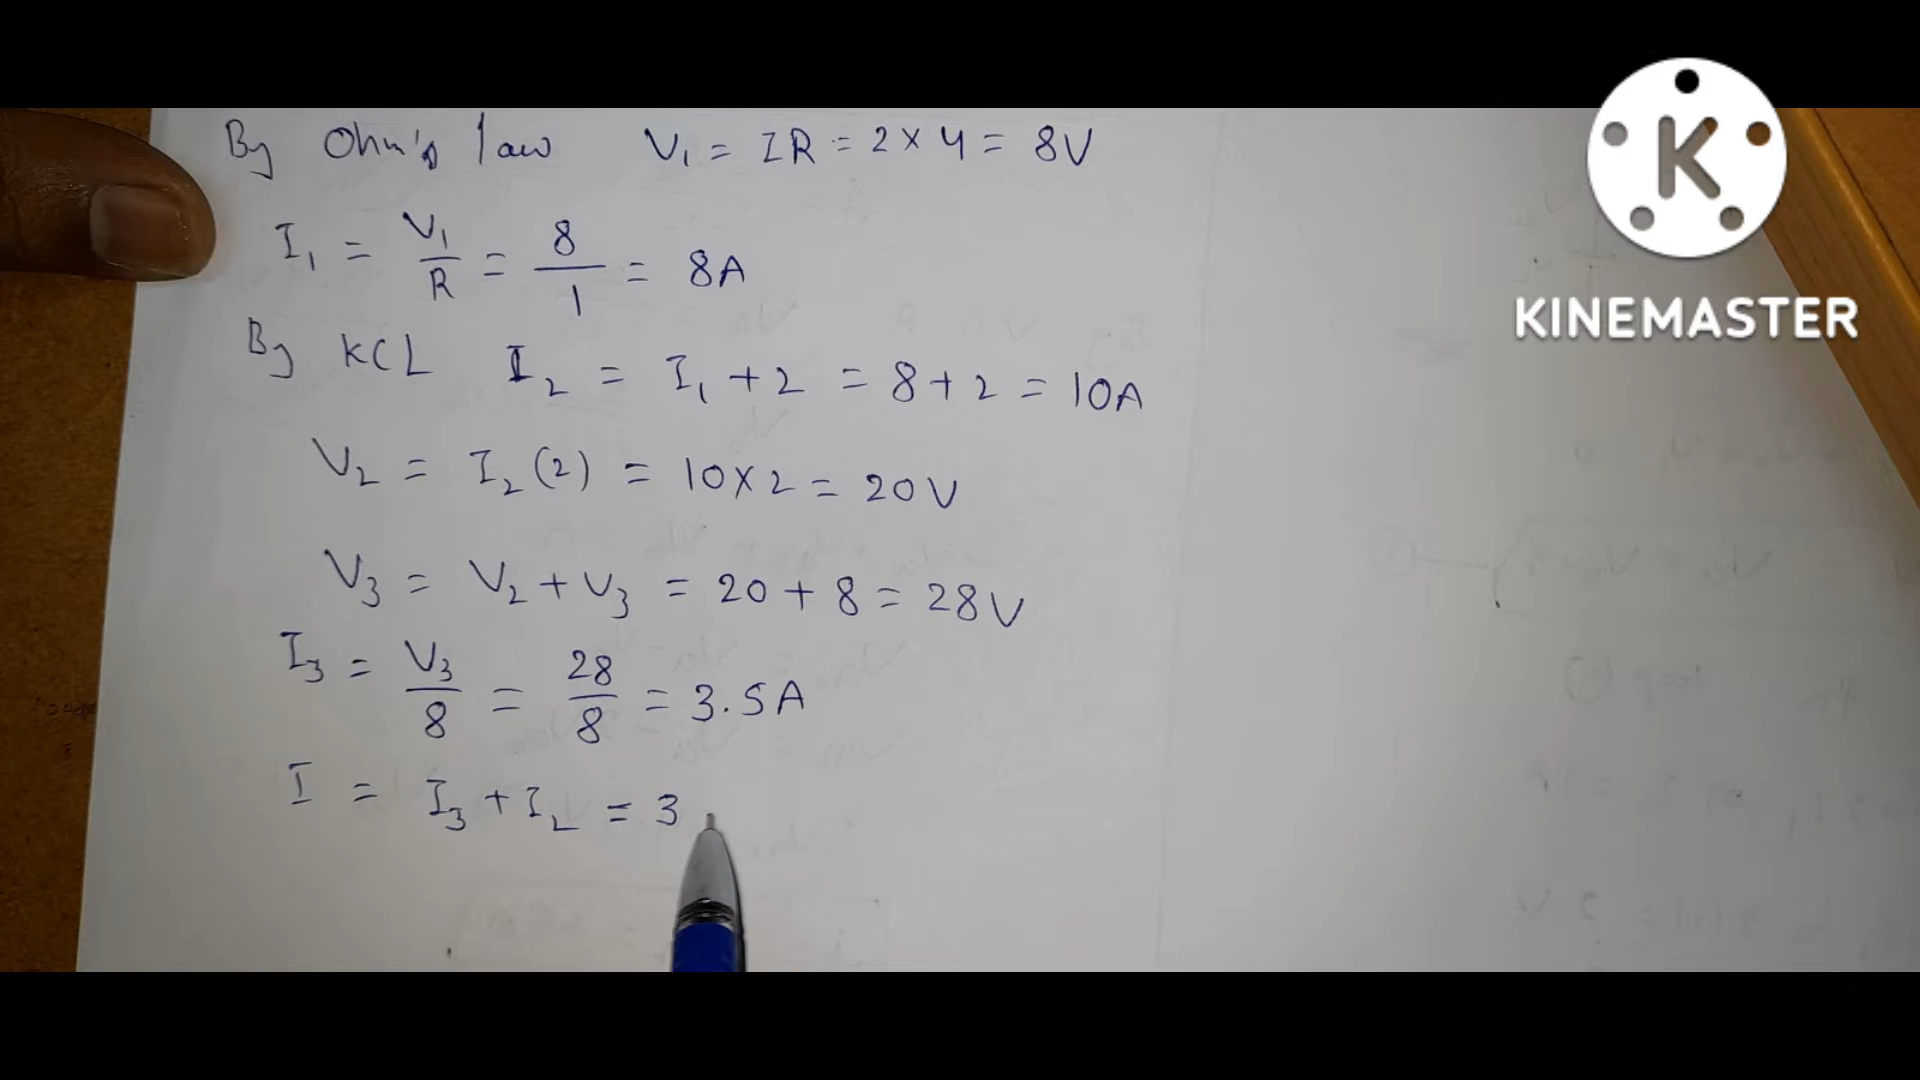 By Ohm's law V₁ = IR = 2 × 4 = 8V
I₁ = V₁/R = 8/1 = 8A
By KCL I₂ = I₁ + 2 = 8 + 2 = 10A
V₂ = I₂(2) = 10 × 2 = 20V
V₃ = V₂ + V₃ = 20 + 8 = 28V
I₃ = V₃/8 = 28/8 = 3.5A
I = I₃ + I₂ = 3
K
KINEMASTER